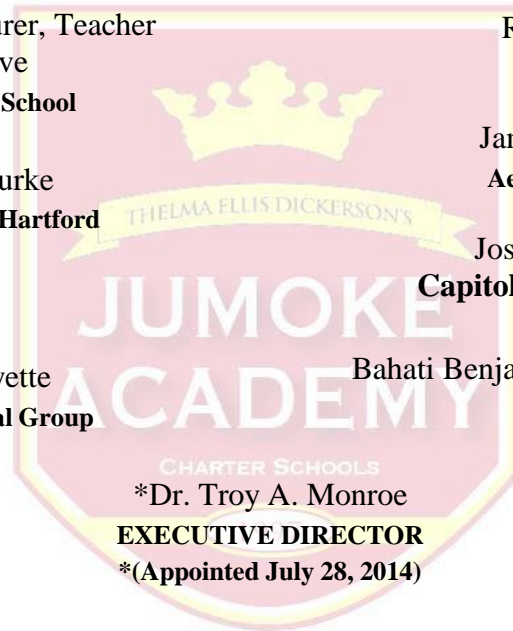 urer, Teacher
ve
School
urke
Hartford
R
Jar
Ae
Jos
Capitol
vette
al Group
Bahati Benja
THELMA ELLIS DICKERSON'S
JUMOKE
ACADEMY
CHARTER SCHOOLS
*Dr. Troy A. Monroe
EXECUTIVE DIRECTOR
*(Appointed July 28, 2014)